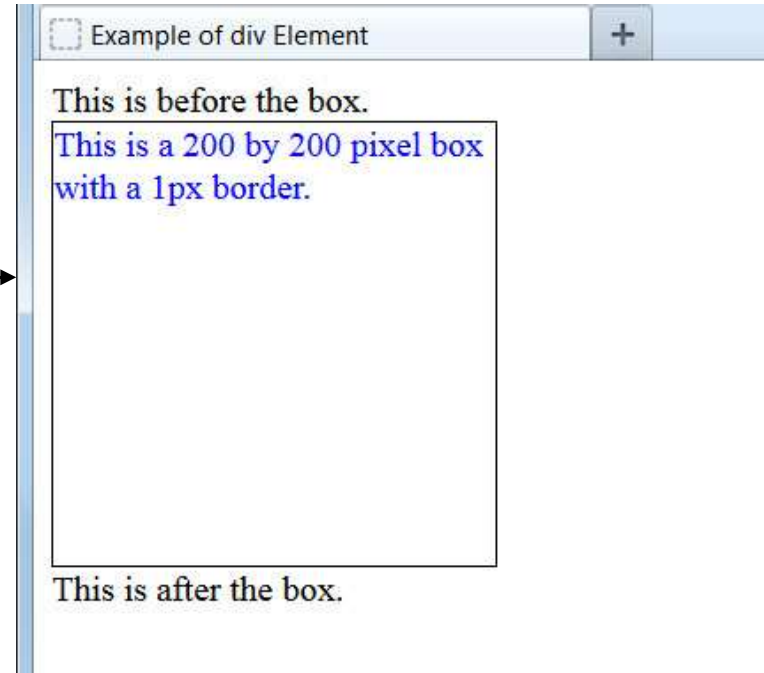 Example of div Element
This is before the box.
This is a 200 by 200 pixel box
with a 1px border.
This is after the box.